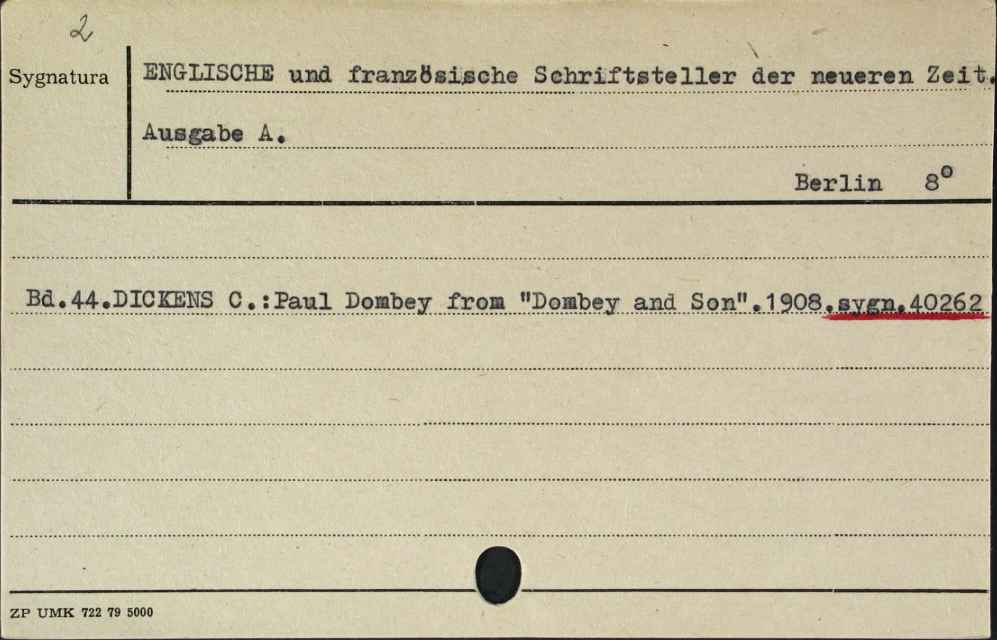 2
Sygnatura
ENGLISCHE und französische Schriftsteller der neueren Zeit.
Ausgabe A.
Berlin 8°
Bd.44.DICKENS C.:Paul Dombey from "Dombey and Son".1908.sygn.40262
ZP UMK 722 79 5000